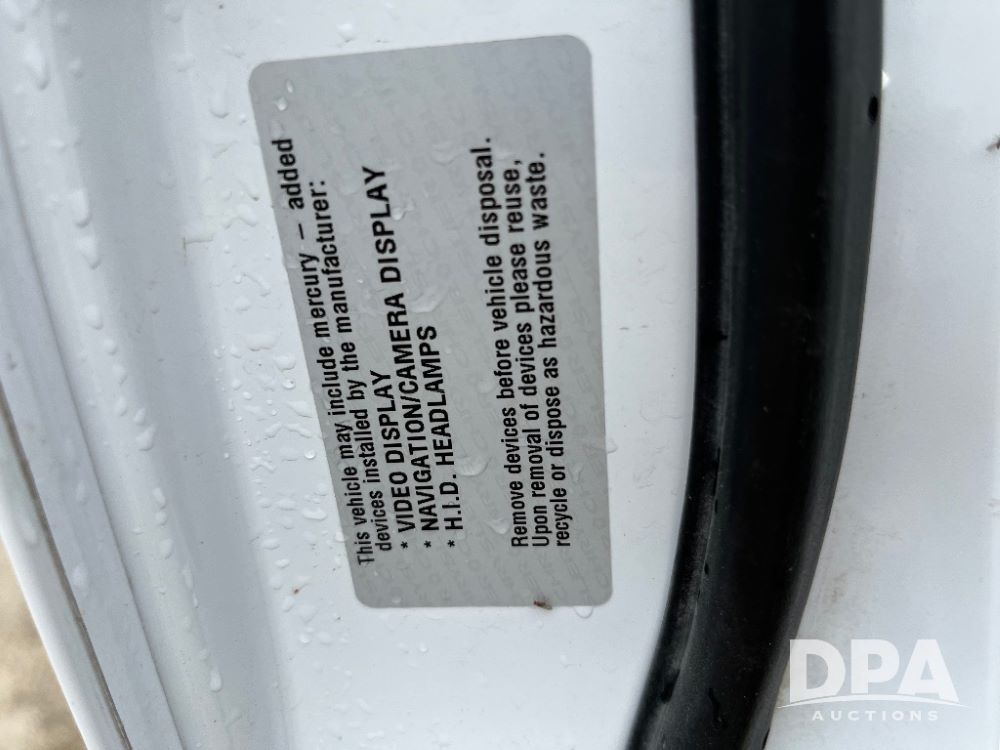 This vehicle may include mercury – added
devices installed by the manufacturer:
* VIDEO DISPLAY
* NAVIGATION/CAMERA DISPLAY
* H.I.D. HEADLAMPS
Remove devices before vehicle disposal.
Upon removal of devices please reuse,
recycle or dispose as hazardous waste.
DPA
AUCTIONS